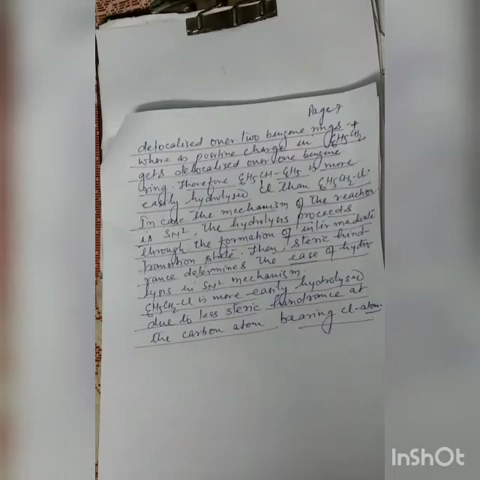 Page 7
delocalised over two benzene rings
where as positive charge in C6H5CH2+
gets delocalised over one benzene
ring. Therefore C6H5CH-C6H5 is more
easily hydrolysed Cl than C6H5CH2-Cl.
In case the mechanism of the reaction
is SN2. The hydrolysis proceeds
through the formation of intermediate
transition state. Then, steric hind-
rance determines the ease of hydro-
lysis in SN2 mechanism.
C6H5CH2-Cl is more easily hydrolysed
due to less steric hindrance at
the carbon atom bearing Cl-atom.
InShOt